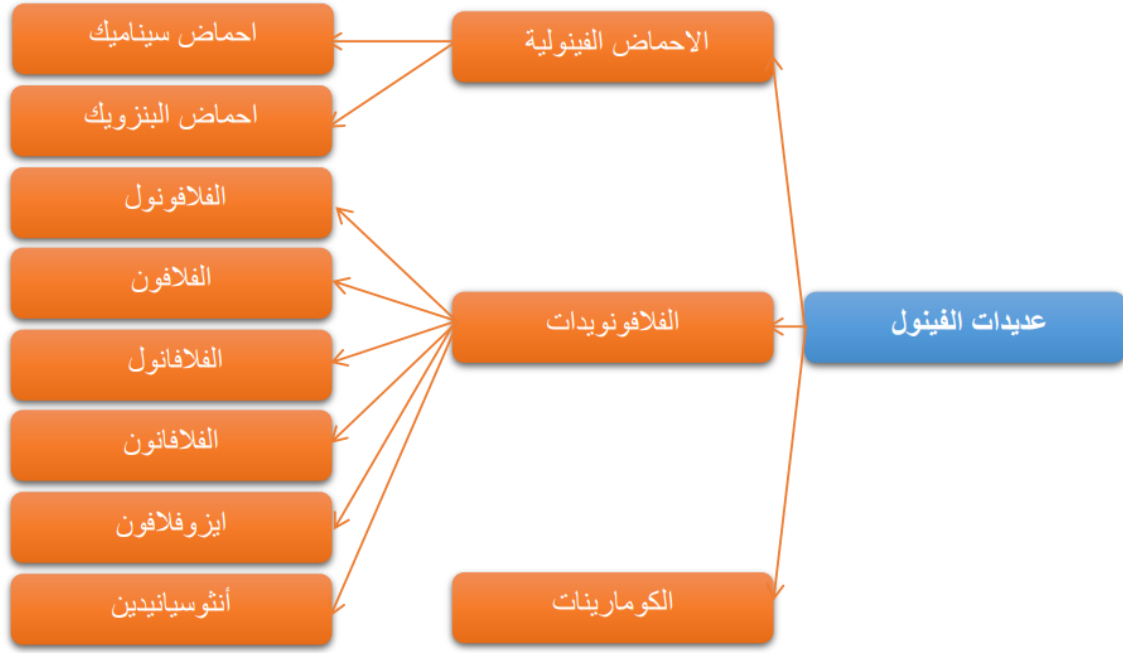 عديدات الفينول
الاحماض الفينولية
احماض سيناميك
احماض البنزويك
الفلافونويدات
الفلافونول
الفلافون
الفلافانول
الفلافانون
ايزوفلافون
أنثوسيانيدين
الكومارينات